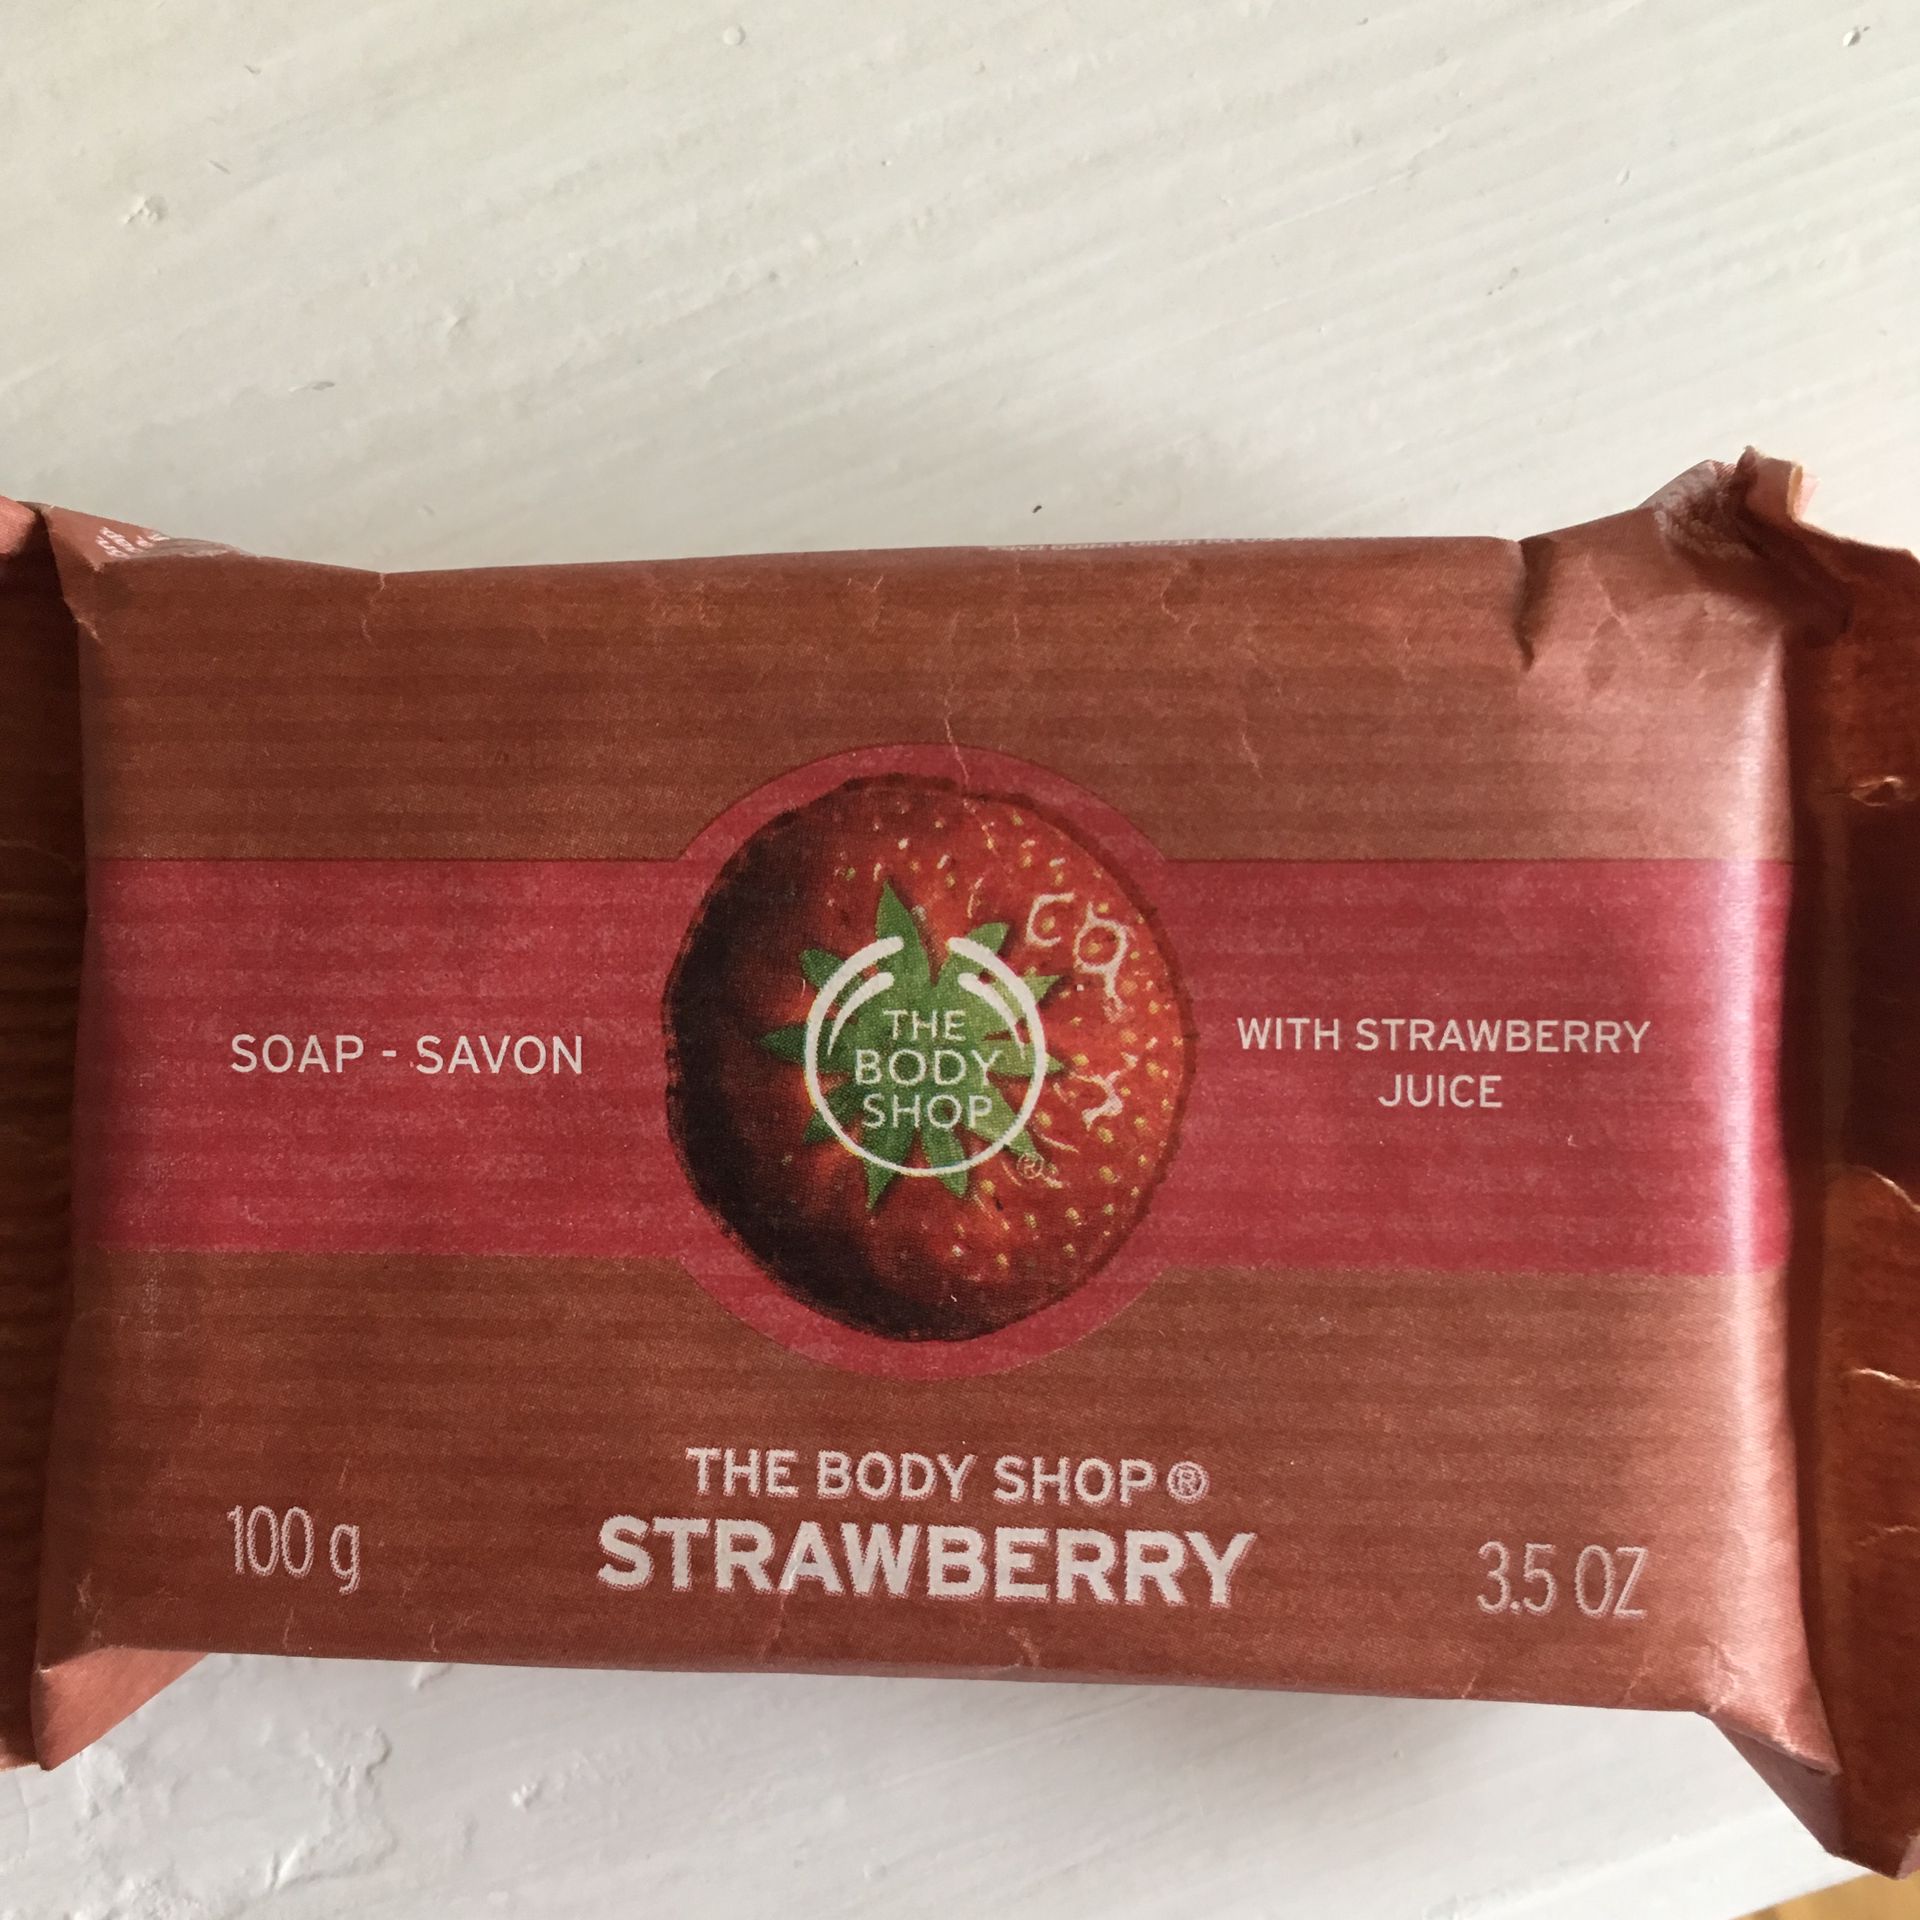 SOAP - SAVON
THE
BODY
SHOP
®
WITH STRAWBERRY
JUICE
THE BODY SHOP®
STRAWBERRY
100 g
3.5 OZ